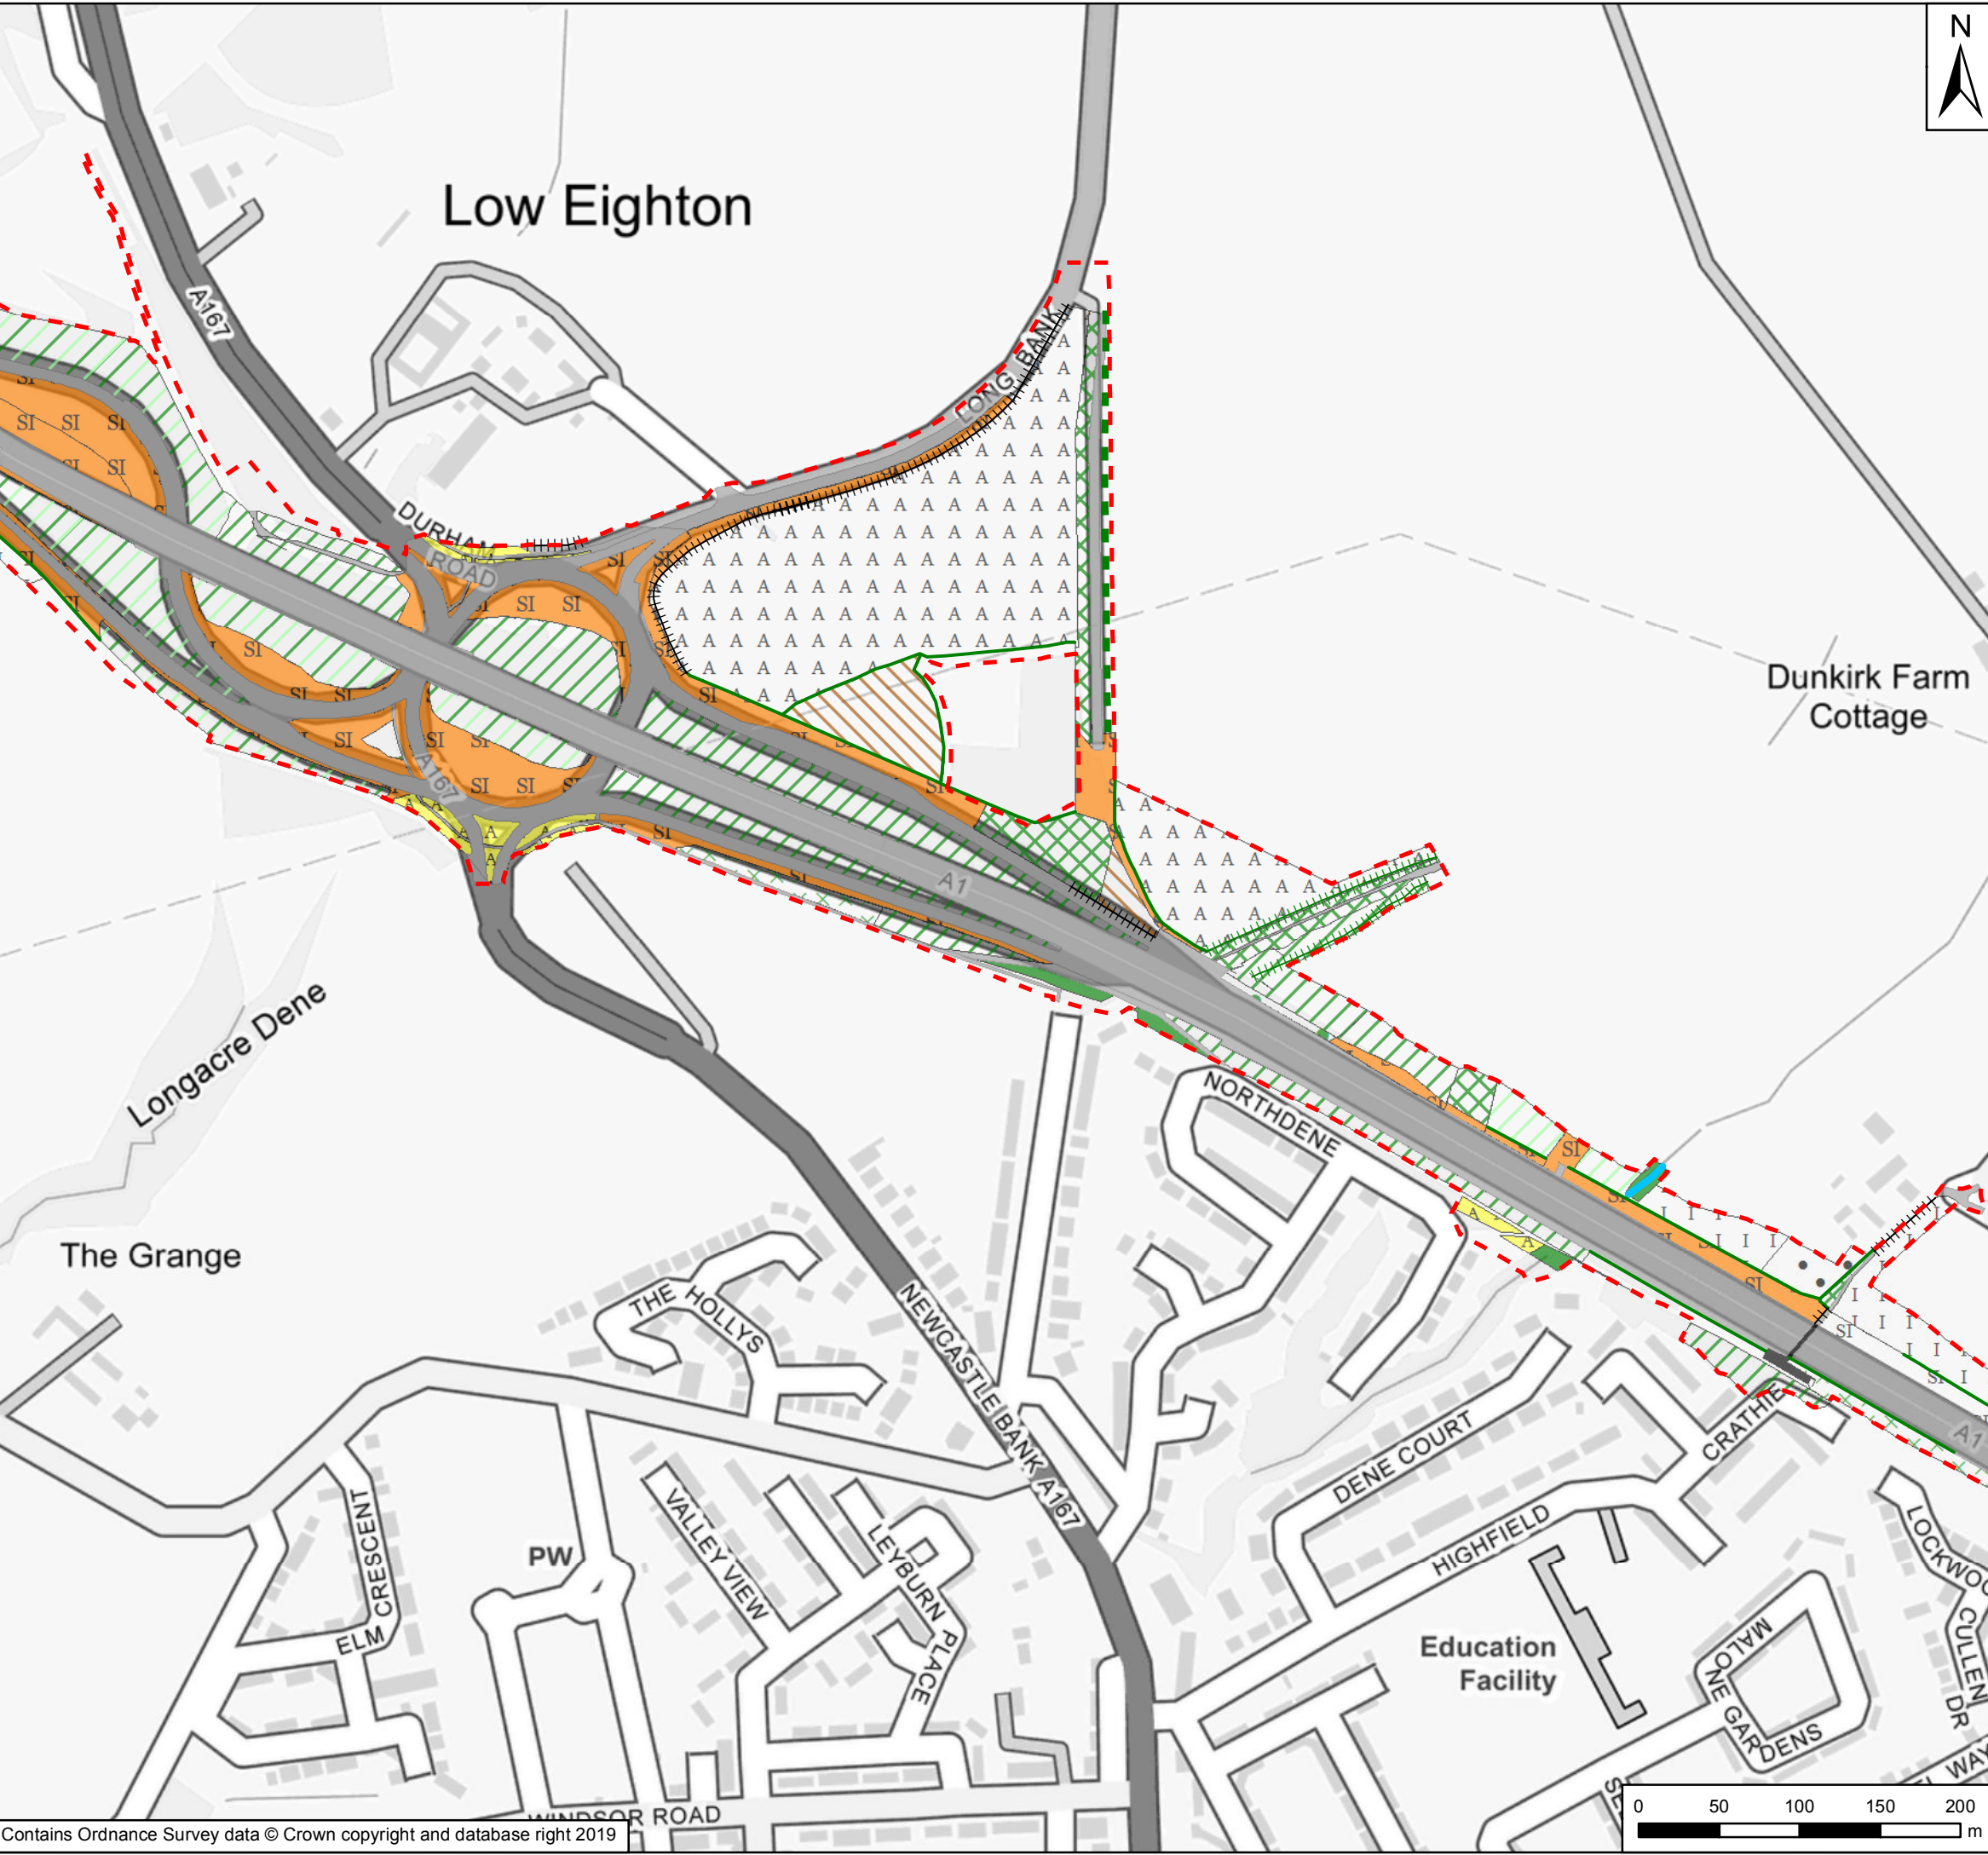 N
Low Eighton
A167
LONG BANK
DURHAM
ROAD
Dunkirk Farm
Cottage
A167
A1
Longacre Dene
NORTHDENE
The Grange
THE HOLLYS
NEWCASTLE BANK A167
CRATHIE
A1
DENE COURT
HIGHFIELD
ELM CRESCENT
PW
VALLEY VIEW
LEYBURN PLACE
Education
Facility
MALONE GARDENS
CULLEN DR
WINDSOR ROAD
0 50 100 150 200
m
Contains Ordnance Survey data © Crown copyright and database right 2019